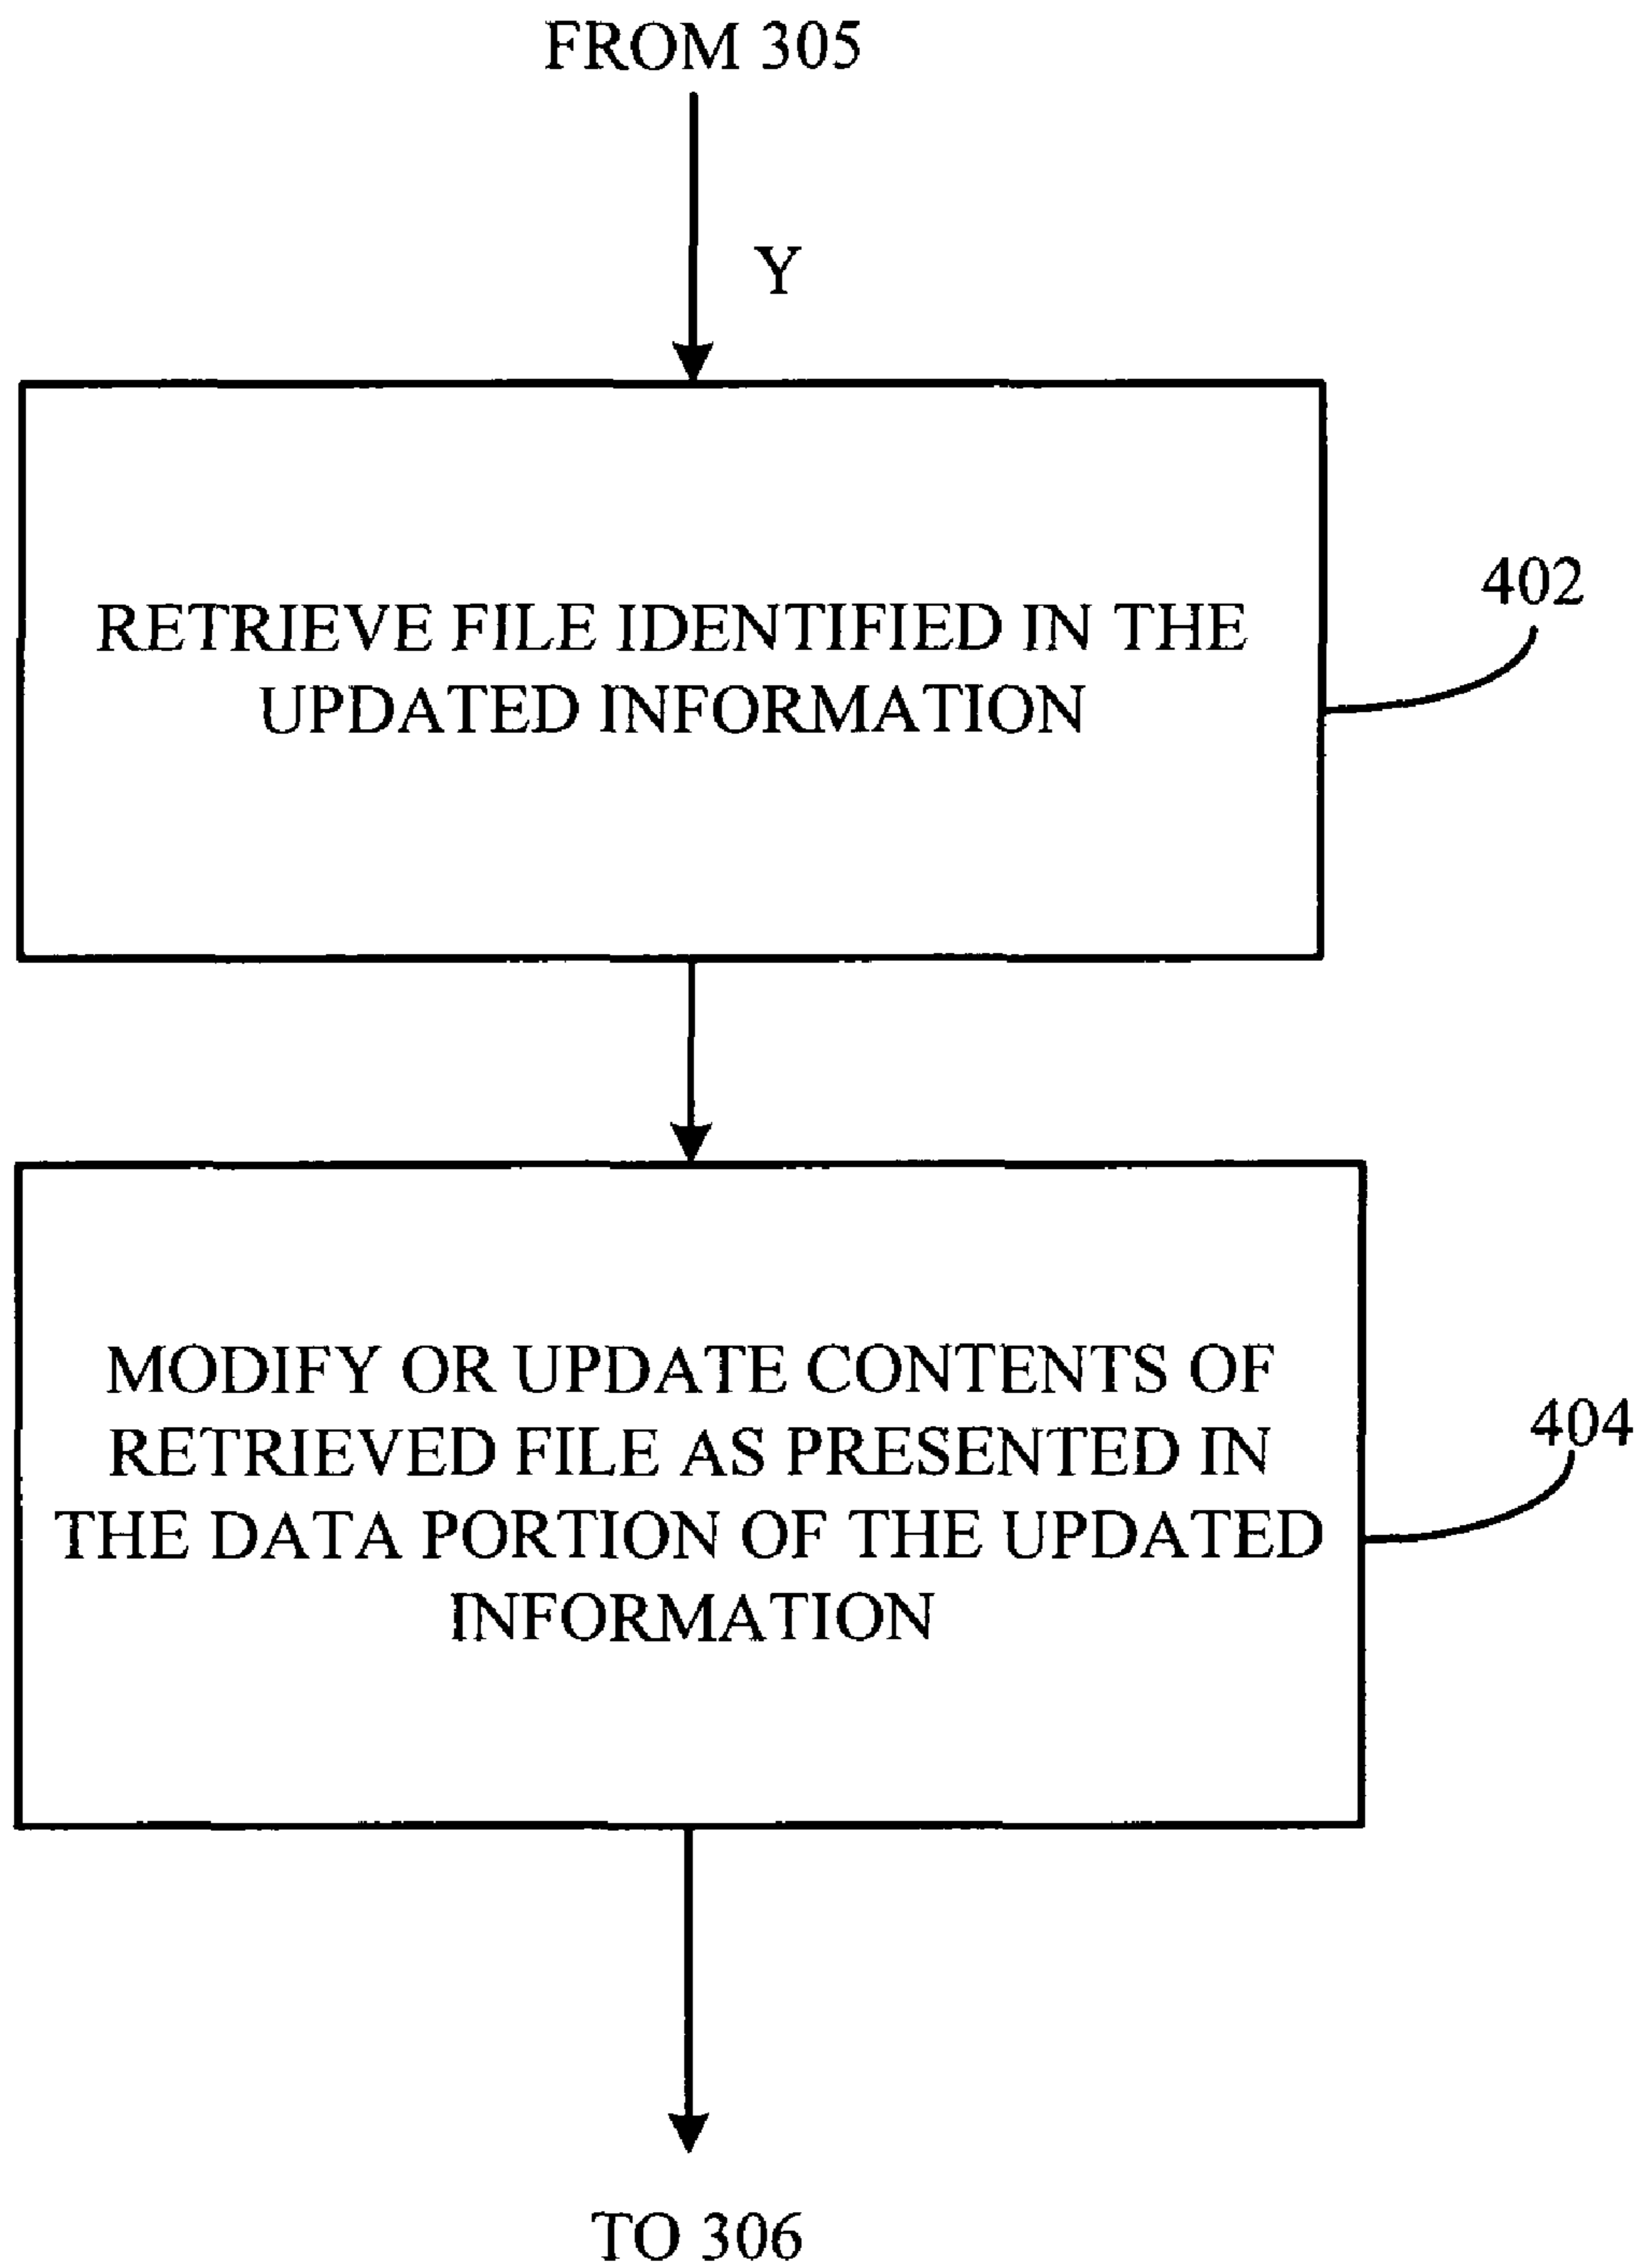 FROM 305
Y
402
RETRIEVE FILE IDENTIFIED IN THE
UPDATED INFORMATION
MODIFY OR UPDATE CONTENTS OF
RETRIEVED FILE AS PRESENTED IN
THE DATA PORTION OF THE UPDATED
INFORMATION
404
TO 306